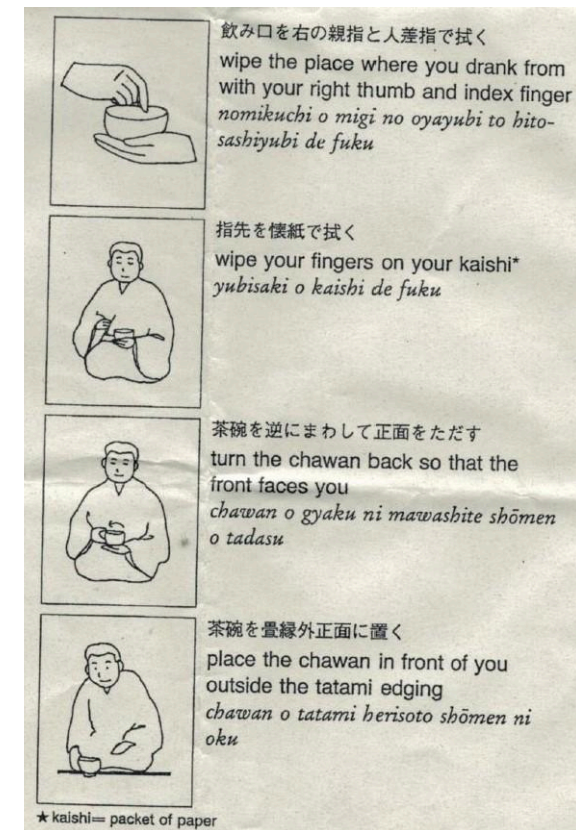 飲み口を右の親指と人差指で拭く
wipe the place where you drank from
with your right thumb and index finger
nomikuchi o migi no oyayubi to hito-
sashiyubi de fuku
指先を懐紙で拭く
wipe your fingers on your kaishi*
yubisaki o kaishi de fuku
茶碗を逆にまわして正面をただす
turn the chawan back so that the
front faces you
chawan o gyaku ni mawashite shōmen
o tadasu
茶碗を畳縁外正面に置く
place the chawan in front of you
outside the tatami edging
chawan o tatami herisoto shōmen ni
oku
★ kaishi= packet of paper